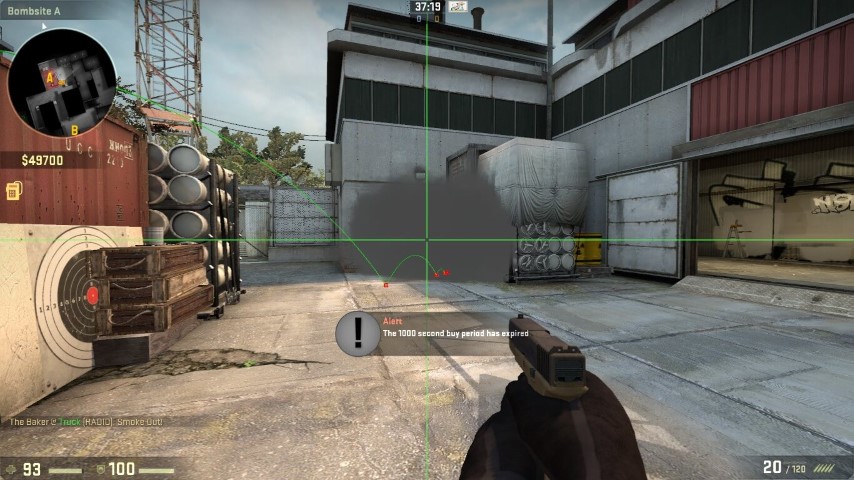 Bombsite A
37:19
0 0
A
B
$49700
Alert
The 1000 second buy period has expired
The Baker @ Truck (RADIO): Smoke Out!
93
100
20 / 120